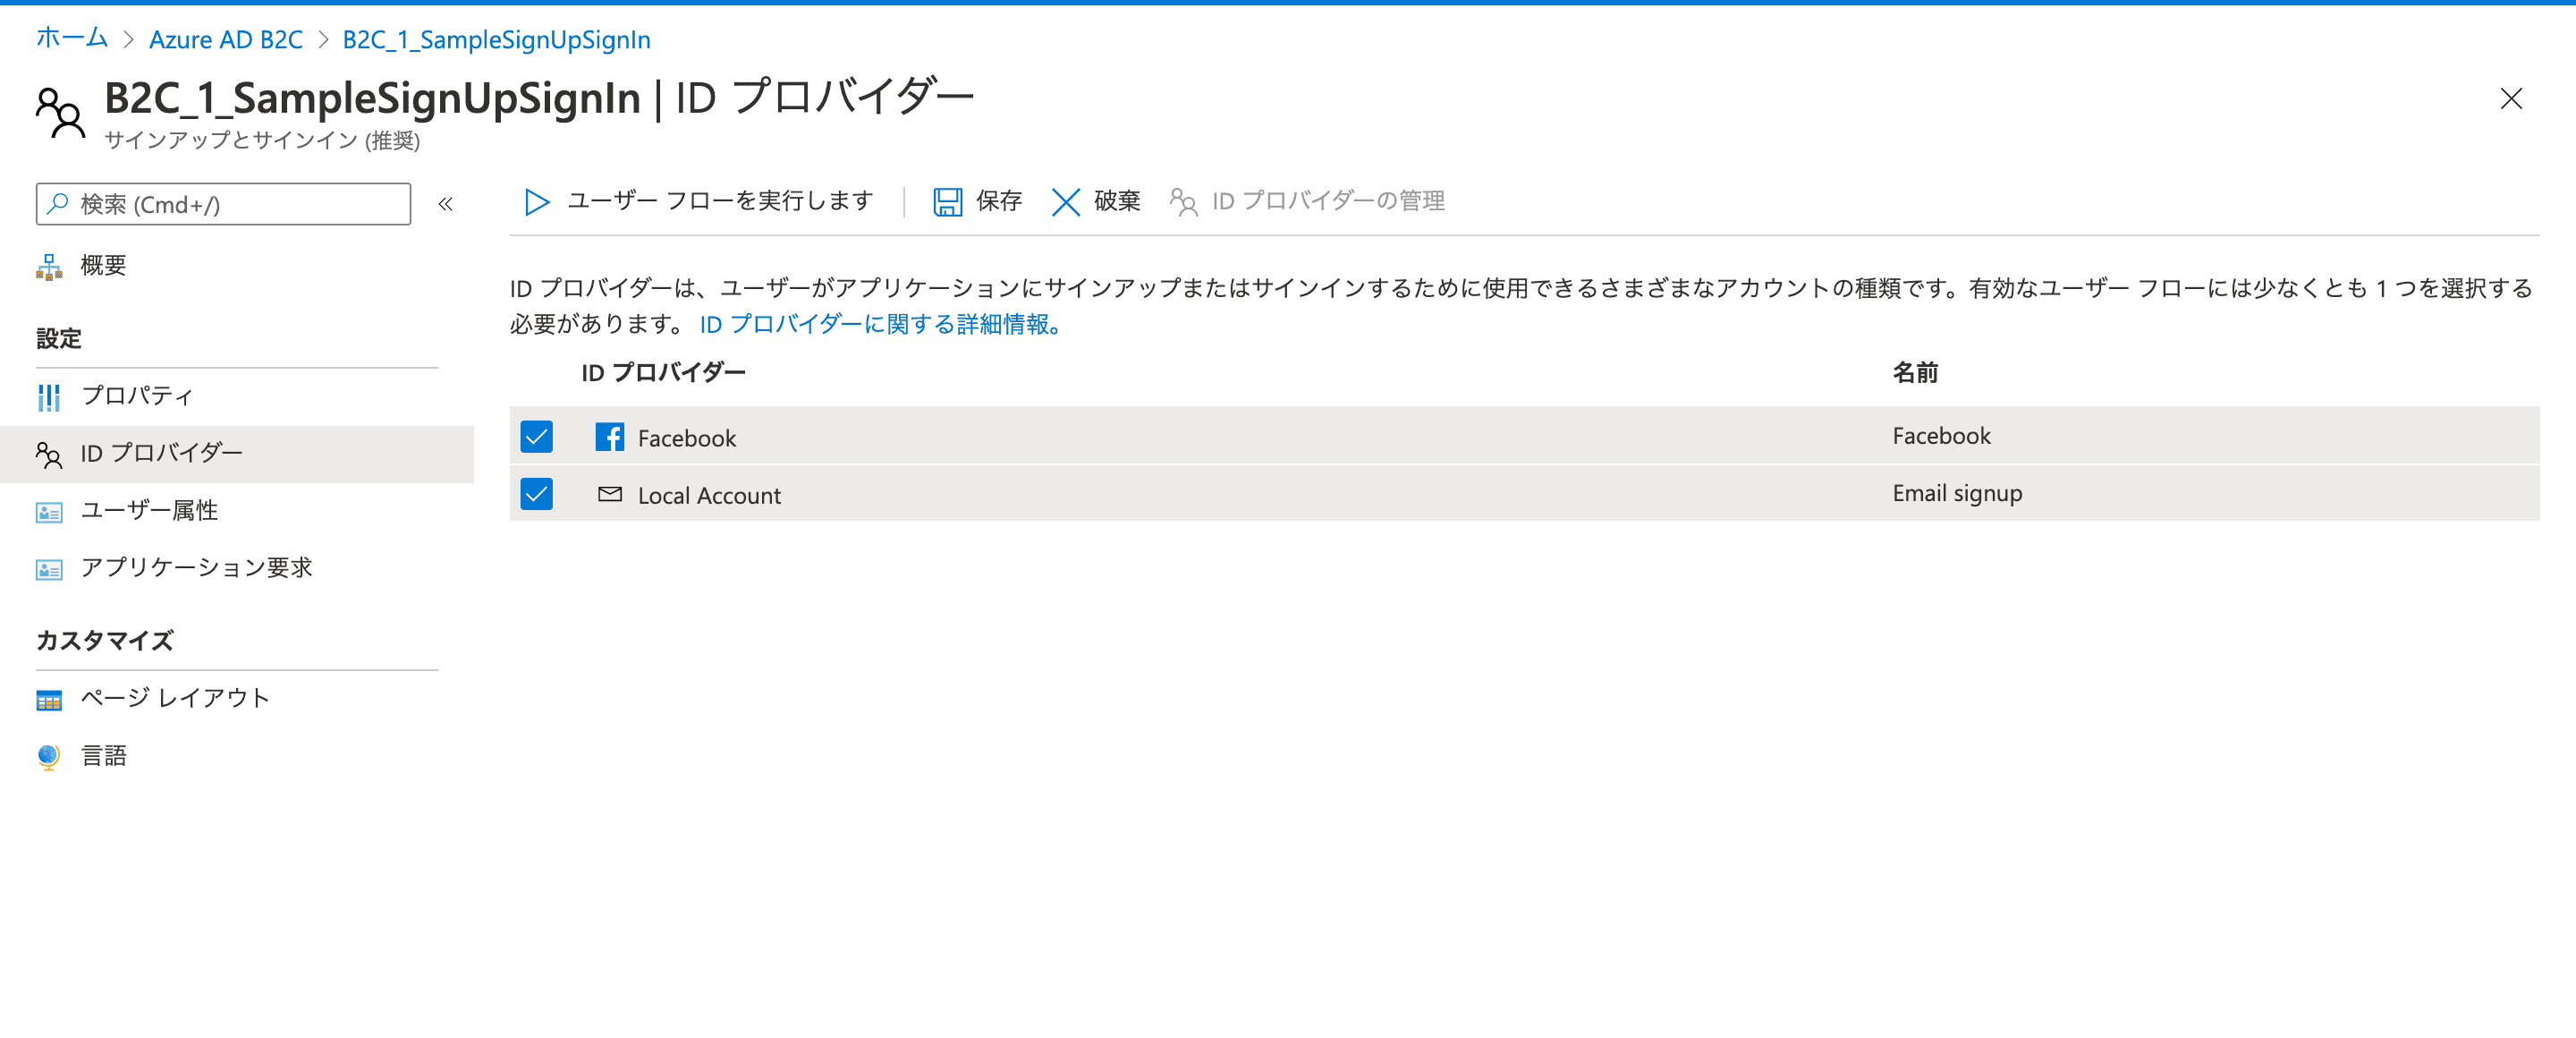 ホーム > Azure AD B2C > B2C_1_SampleSignUpSignIn
B2C_1_SampleSignUpSignIn | ID プロバイダー
サインアップとサインイン (推奨)
検索 (Cmd+/)
«
概要
設定
プロパティ
ID プロバイダー
ユーザー属性
アプリケーション要求
カスタマイズ
ページ レイアウト
言語
ユーザー フローを実行します 保存 破棄 ID プロバイダーの管理
ID プロバイダーは、ユーザーがアプリケーションにサインアップまたはサインインするために使用できるさまざまなアカウントの種類です。有効なユーザー フローには少なくとも 1 つを選択する
必要があります。 ID プロバイダーに関する詳細情報。
ID プロバイダー 名前
Facebook Facebook
Local Account Email signup